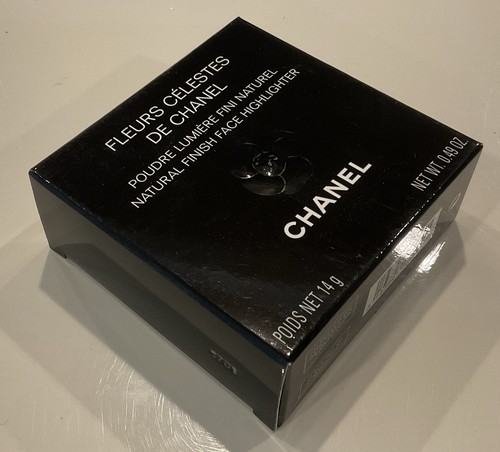 FLEURS CÉLESTES
DE CHANEL
POUDRE LUMIÈRE FINI NATUREL
NATURAL FINISH FACE HIGHLIGHTER
CHANEL
POIDS NET 14 g
NET WT. 0.49 OZ.